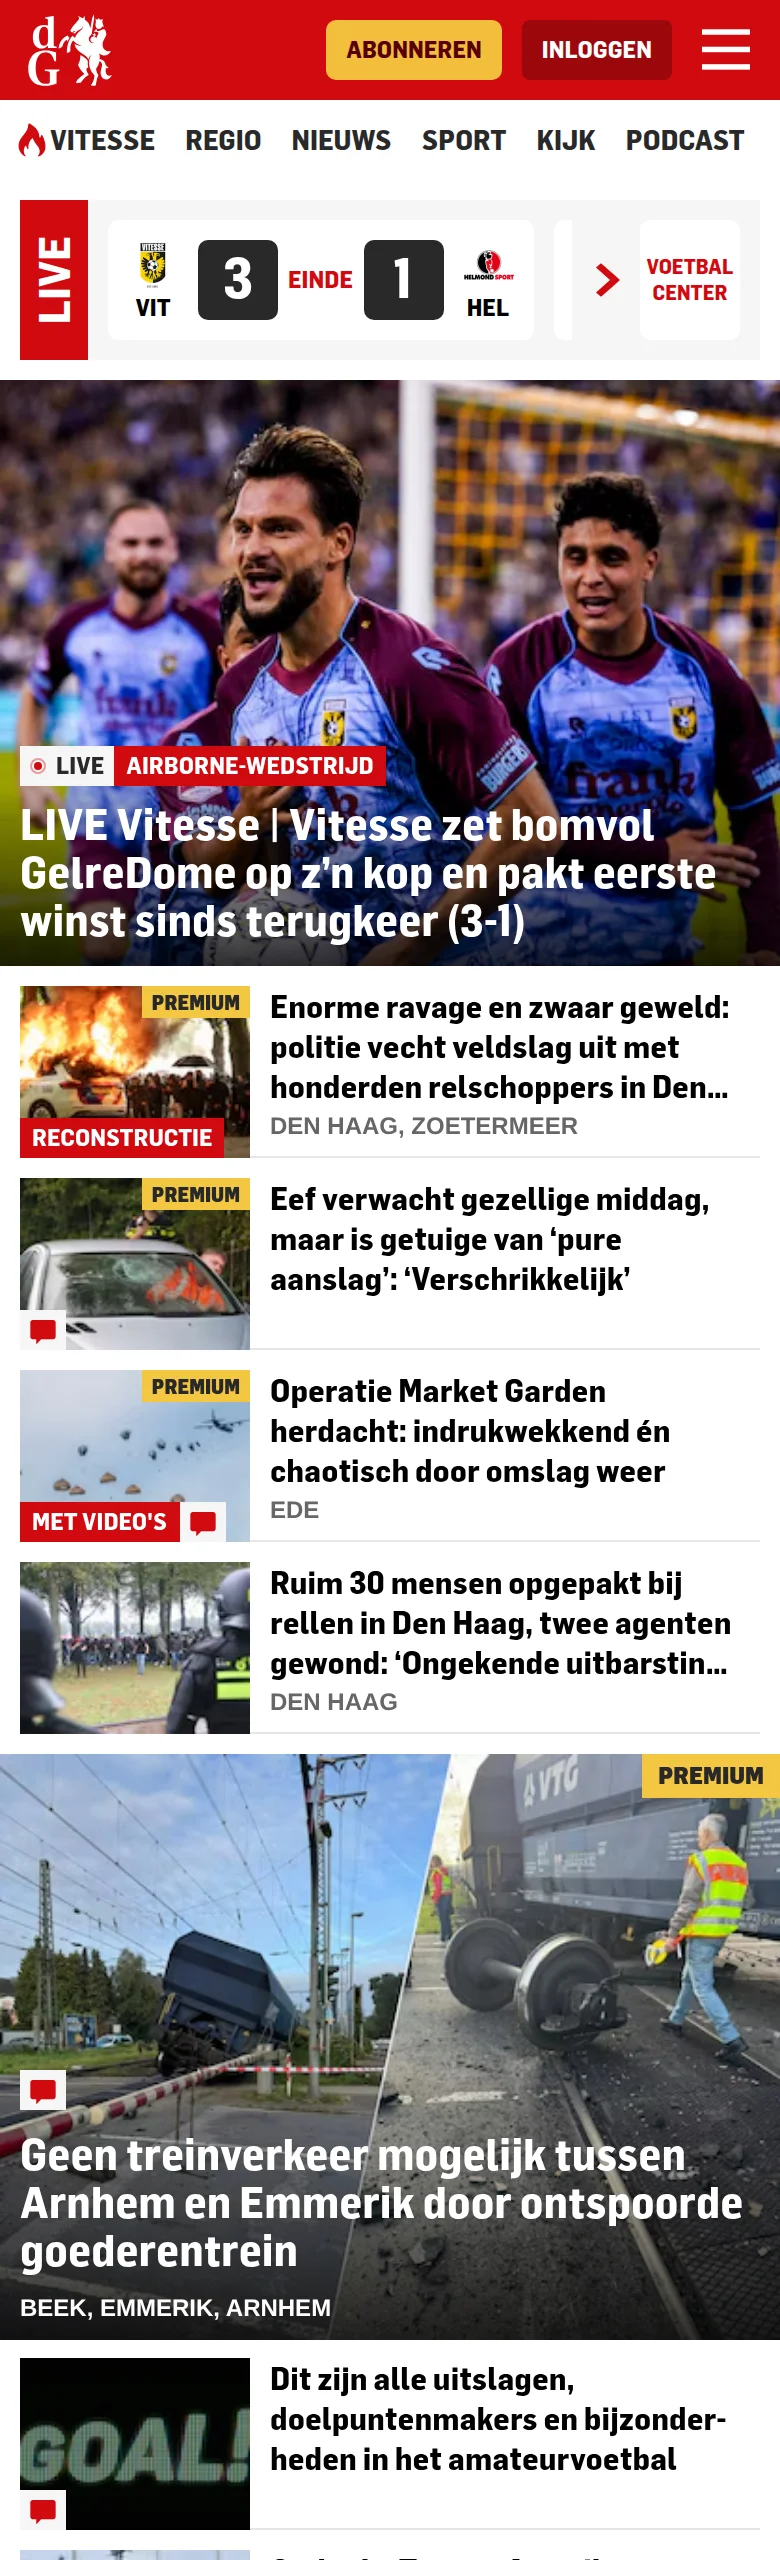 d
G
ABONNEREN
INLOGGEN
VITESSE REGIO NIEUWS SPORT KIJK PODCAST
LIVE
VITESSE
VIT
3
EINDE
1
HELMOND SPORT
HEL
VOETBAL
CENTER
LIVE
AIRBORNE-WEDSTRIJD
LIVE Vitesse | Vitesse zet bomvol
GelreDome op z’n kop en pakt eerste
winst sinds terugkeer (3-1)
PREMIUM
RECONSTRUCTIE
Enorme ravage en zwaar geweld:
politie vecht veldslag uit met
honderden relschoppers in Den...
DEN HAAG, ZOETERMEER
PREMIUM
Eef verwacht gezellige middag,
maar is getuige van ‘pure
aanslag’: ‘Verschrikkelijk’
PREMIUM
MET VIDEO'S
Operatie Market Garden
herdacht: indrukwekkend én
chaotisch door omslag weer
EDE
Ruim 30 mensen opgepakt bij
rellen in Den Haag, twee agenten
gewond: ‘Ongekende uitbarstin...
DEN HAAG
PREMIUM
VTG
Geen treinverkeer mogelijk tussen
Arnhem en Emmerik door ontspoorde
goederentrein
BEEK, EMMERIK, ARNHEM
GOAL!
Dit zijn alle uitslagen,
doelpuntenmakers en bijzonder-
heden in het amateurvoetbal